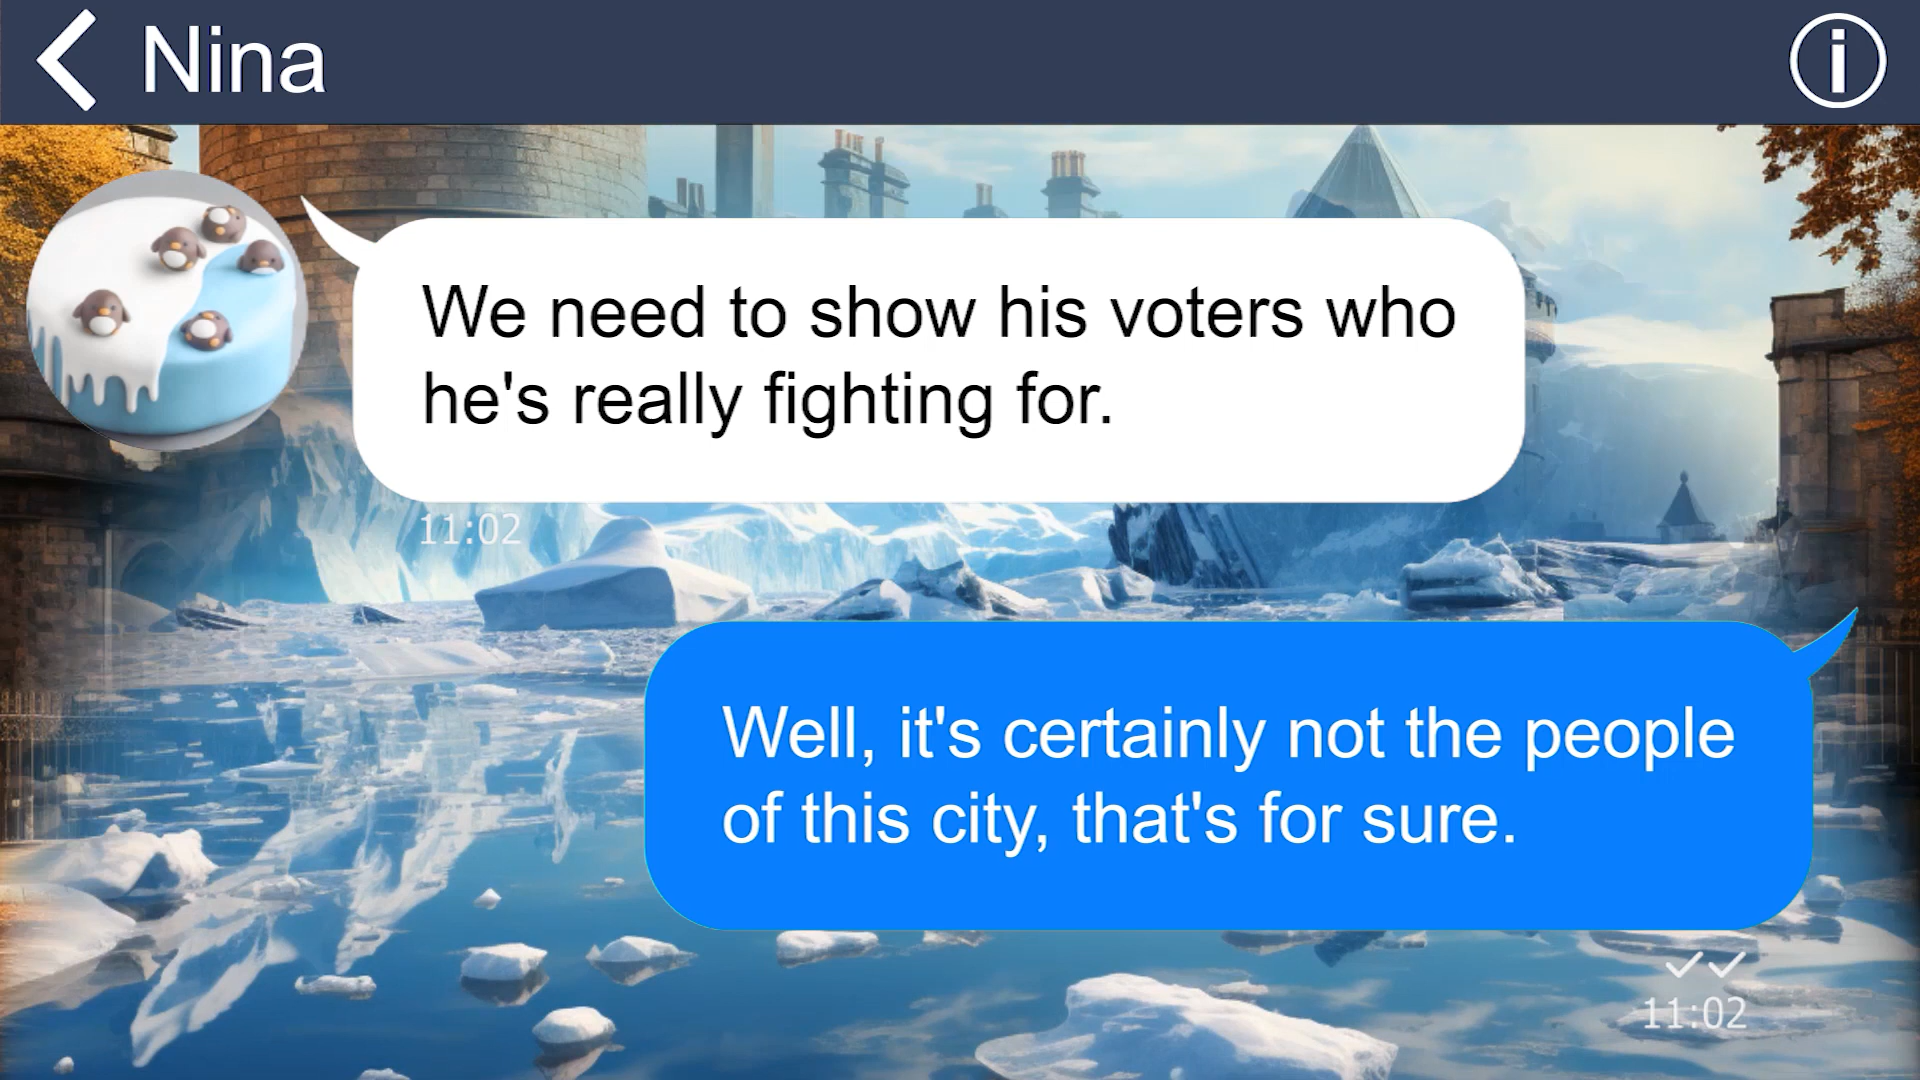 Nina
We need to show his voters who
he's really fighting for.
11:02
Well, it's certainly not the people
of this city, that's for sure.
11:02